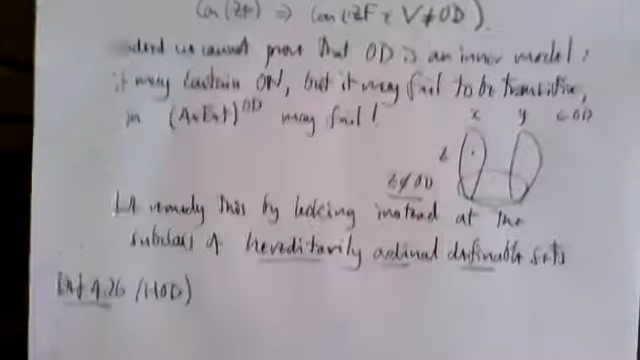 Con(ZF) ⇒ Con(ZF + V≠OD).
we cannot prove that OD is an inner model:
it may contain ON, but it may fail to be transitive,
in (AxExt)^OD may fail!
x y ∈ OD
z
z∉OD
remedy this by looking instead at the
subclass of hereditarily ordinal definable sets
Def 4.26 (HOD)